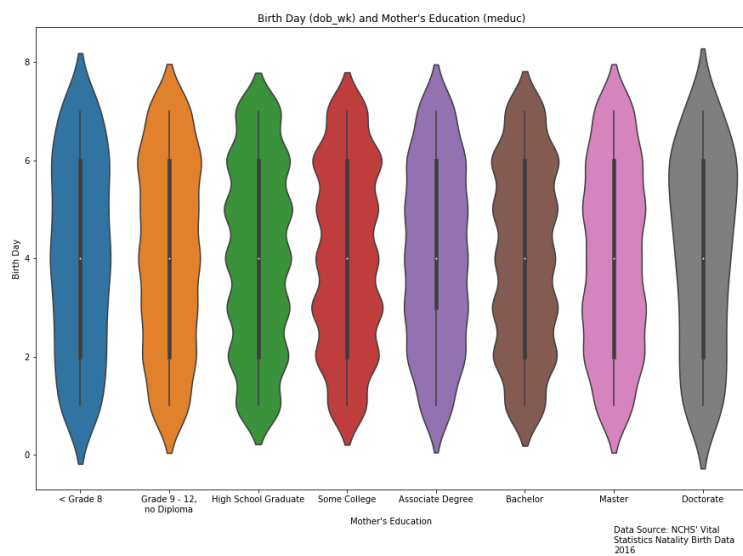 Birth Day (dob_wk) and Mother's Education (meduc)
8
6
4
2
0
Birth Day
< Grade 8
Grade 9 - 12,
no Diploma
High School Graduate
Some College
Associate Degree
Bachelor
Master
Doctorate
Mother's Education
Data Source: NCHS' Vital
Statistics Natality Birth Data
2016